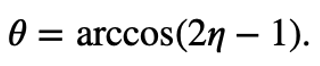 θ = arccos(2η − 1).